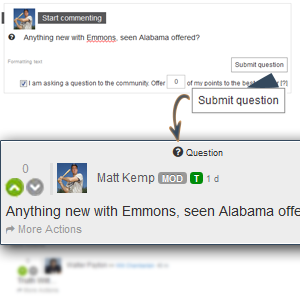 Start commenting
Anything new with Emmons, seen Alabama offered?
Formatting text
Submit question
I am asking a question to the community. Offer 0 of my points to the best [?]
Submit question
Question
0
Matt Kemp MOD T 1 d
Anything new with Emmons, seen Alabama offe
More Actions